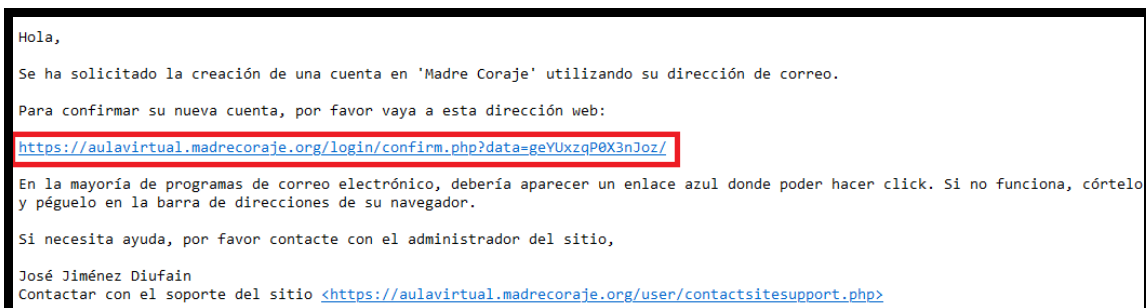 Hola,
Se ha solicitado la creación de una cuenta en 'Madre Coraje' utilizando su dirección de correo.
Para confirmar su nueva cuenta, por favor vaya a esta dirección web:
https://aulavirtual.madrecoraje.org/login/confirm.php?data=geYUxzqP0X3nJoz/
En la mayoría de programas de correo electrónico, debería aparecer un enlace azul donde poder hacer click. Si no funciona, córtelo
y péguelo en la barra de direcciones de su navegador.
Si necesita ayuda, por favor contacte con el administrador del sitio,
José Jiménez Diufain
Contactar con el soporte del sitio <https://aulavirtual.madrecoraje.org/user/contactsitesupport.php>